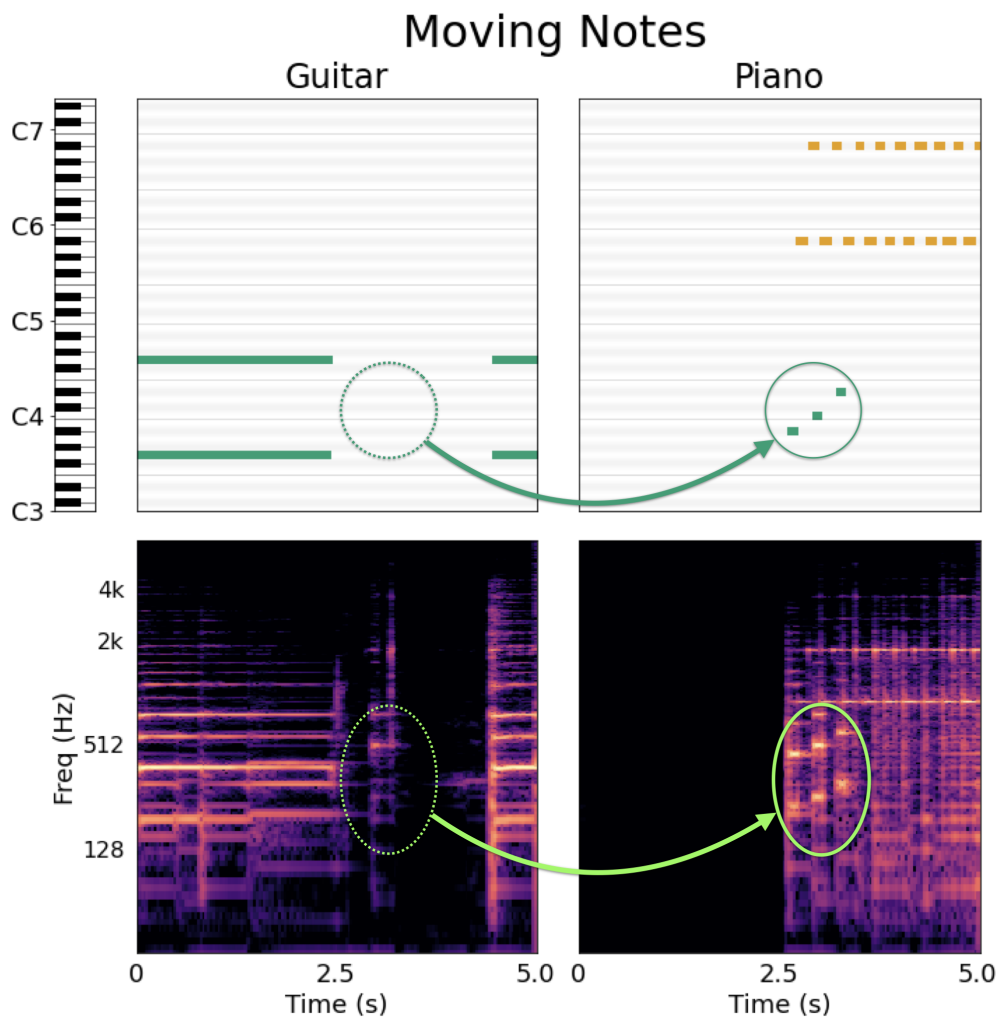 Moving Notes
Guitar
Piano
C7
C6
C5
C4
C3
4k
2k
512
128
Freq (Hz)
0
2.5
5.0
0
2.5
5.0
Time (s)
Time (s)